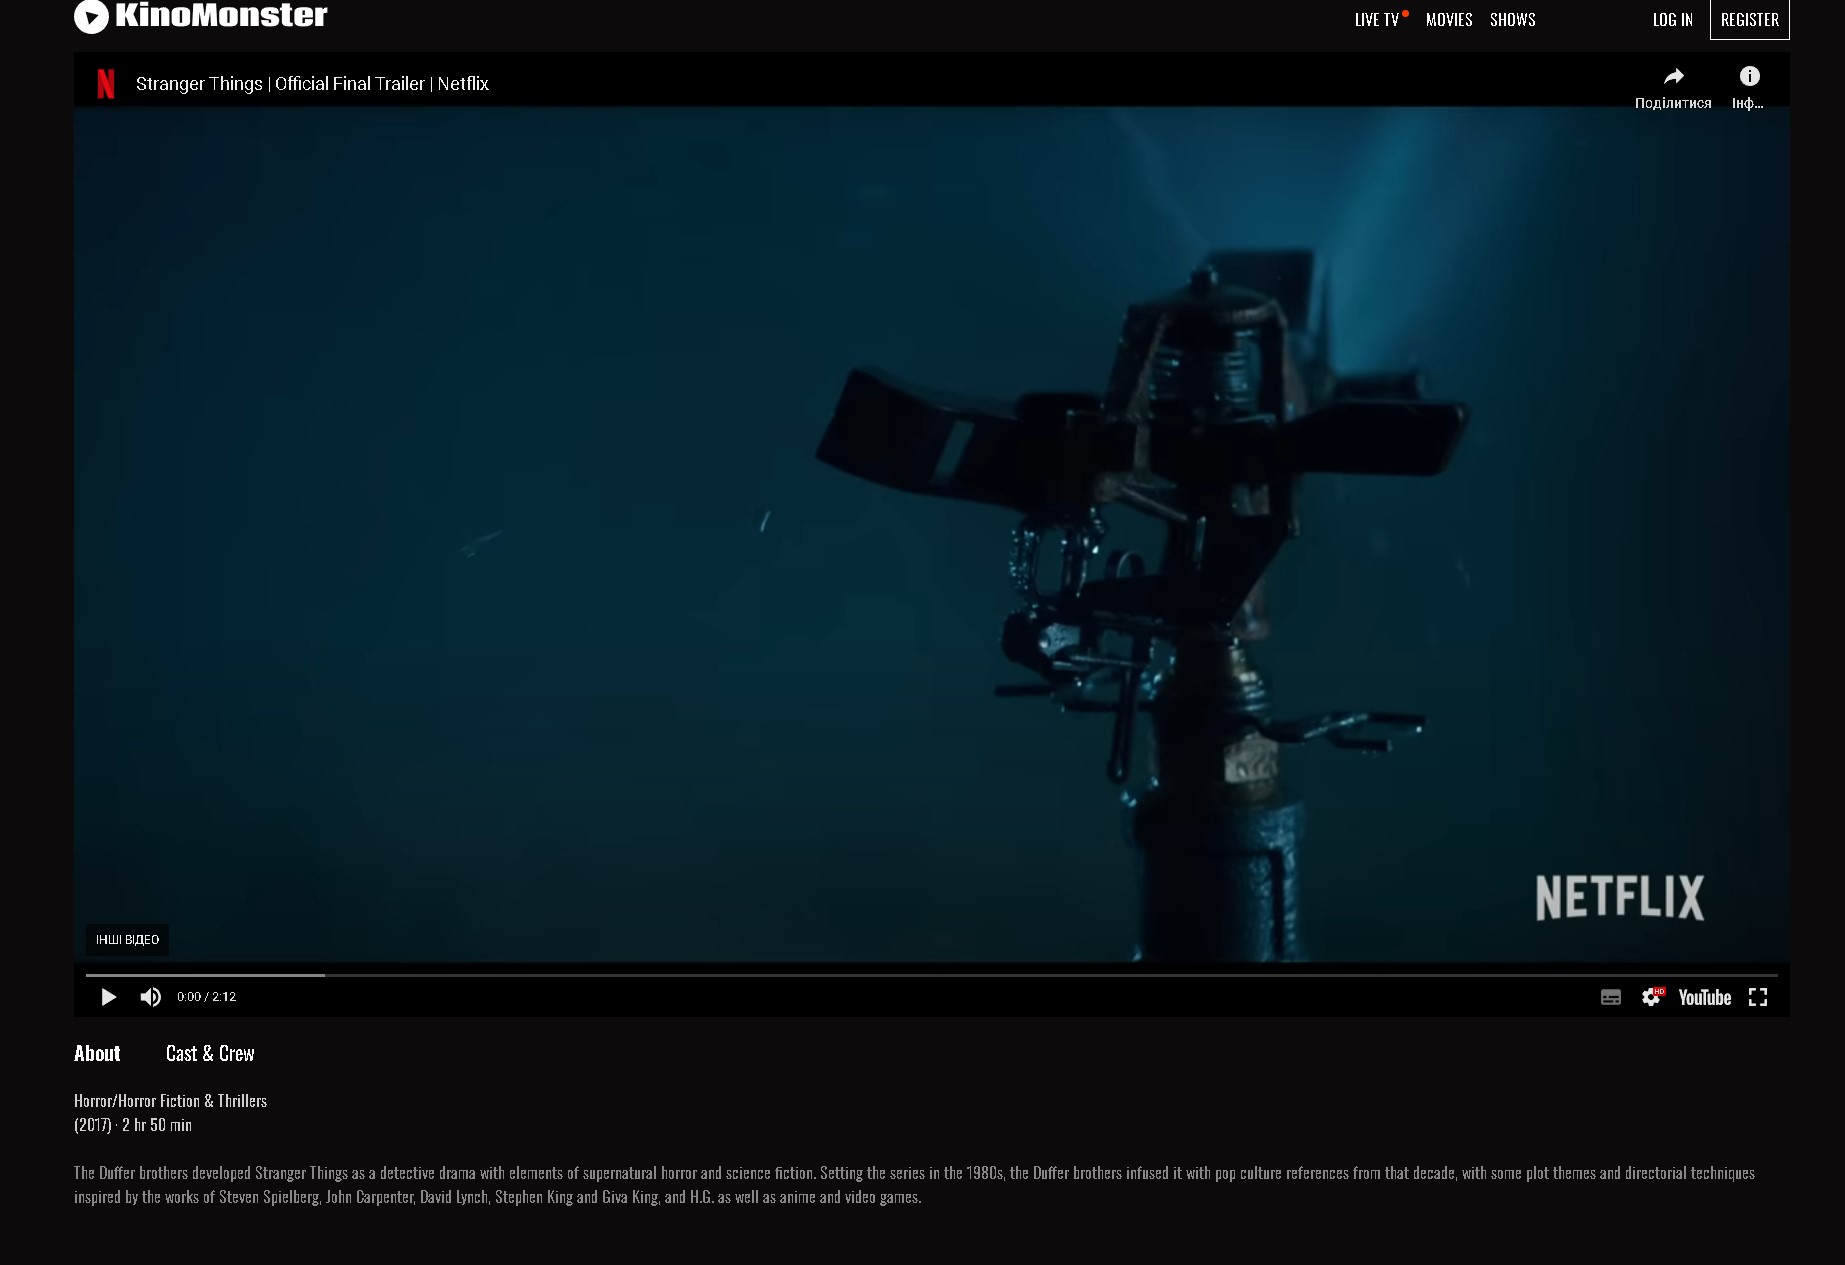 KinoMonster
LIVE TV MOVIES SHOWS LOG IN REGISTER
Stranger Things | Official Final Trailer | Netflix
Поділитися Інф...
NETFLIX
ІНШІ ВІДЕО
0:00 / 2:12
HD
YouTube
About Cast & Crew
Horror/Horror Fiction & Thrillers
(2017) · 2 hr 50 min
The Duffer brothers developed Stranger Things as a detective drama with elements of supernatural horror and science fiction. Setting the series in the 1980s, the Duffer brothers infused it with pop culture references from that decade, with some plot themes and directorial techniques
inspired by the works of Steven Spielberg, John Carpenter, David Lynch, Stephen King and Giva King, and H.G. as well as anime and video games.